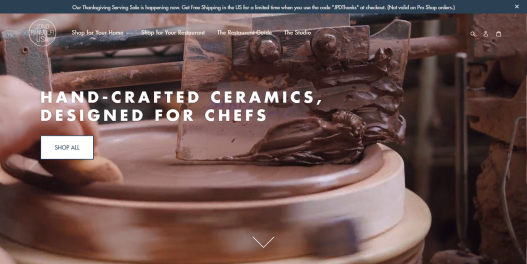 Our Thanksgiving Serving Sale is happening now. Get Free Shipping in the US for a limited time when you use the code "JPDThanks" at checkout. (Not valid on Pro Shop orders.)
Shop for Your Home Shop for Your Restaurant The Restaurant Guide The Studio
HAND-CRAFTED CERAMICS,
DESIGNED FOR CHEFS
SHOP ALL